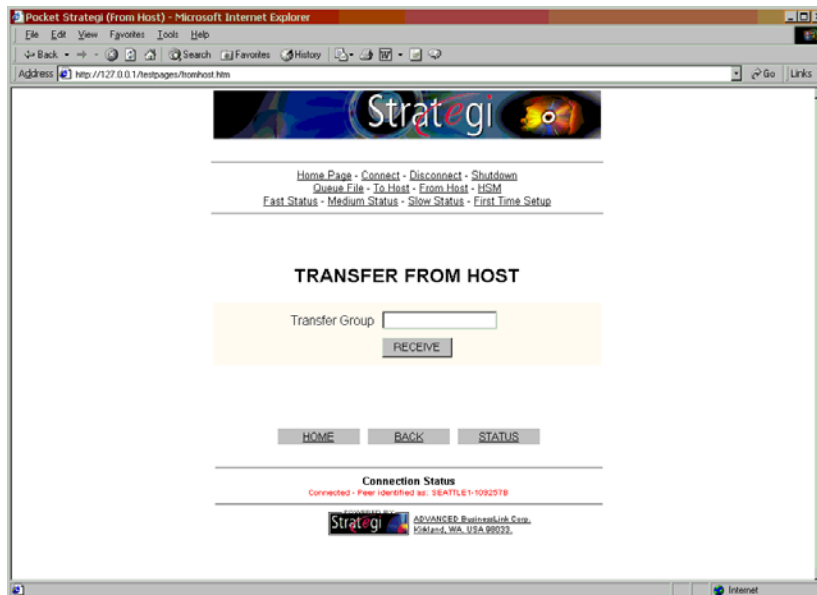 Pocket Strategi (From Host) - Microsoft Internet Explorer
File Edit View Favorites Tools Help
Back Search Favorites History
Address http://127.0.0.1/testpages/fromhost.htm Go Links
Strategi
Home Page - Connect - Disconnect - Shutdown
Queue File - To Host - From Host - HSM
Fast Status - Medium Status - Slow Status - First Time Setup
TRANSFER FROM HOST
Transfer Group
RECEIVE
HOME BACK STATUS
Connection Status
Connected - Peer identified as: SEATTLE1-109257B
POWERED BY
Strategi
ADVANCED BusinessLink Corp.
Kirkland, WA, USA 98033.
Internet